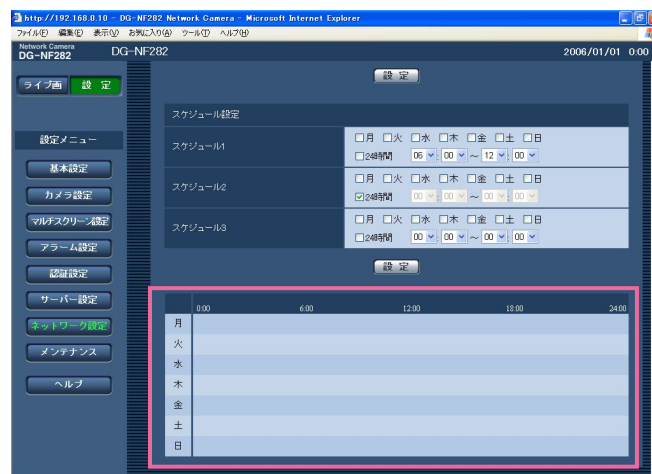 http://192.168.0.10 - DG-NF282 Network Camera - Microsoft Internet Explorer
ファイル(F) 編集(E) 表示(V) お気に入り(A) ツール(T) ヘルプ(H)
Network Camera
DG-NF282
DG-NF282
2006/01/01 0:00
ライブ画 設 定
設 定
スケジュール設定
設定メニュー
スケジュール1
月 火 水 木 金 土 日
24時間 06 : 00 ~ 12 : 00
基本設定
スケジュール2
月 火 水 木 金 土 日
24時間 00 : 00 ~ 00 : 00
カメラ設定
スケジュール3
月 火 水 木 金 土 日
24時間 00 : 00 ~ 00 : 00
マルチスクリーン設定
アラーム設定
設 定
認証設定
サーバー設定
ネットワーク設定
メンテナンス
ヘルプ
0:00 6:00 12:00 18:00 24:00
月
火
水
木
金
土
日